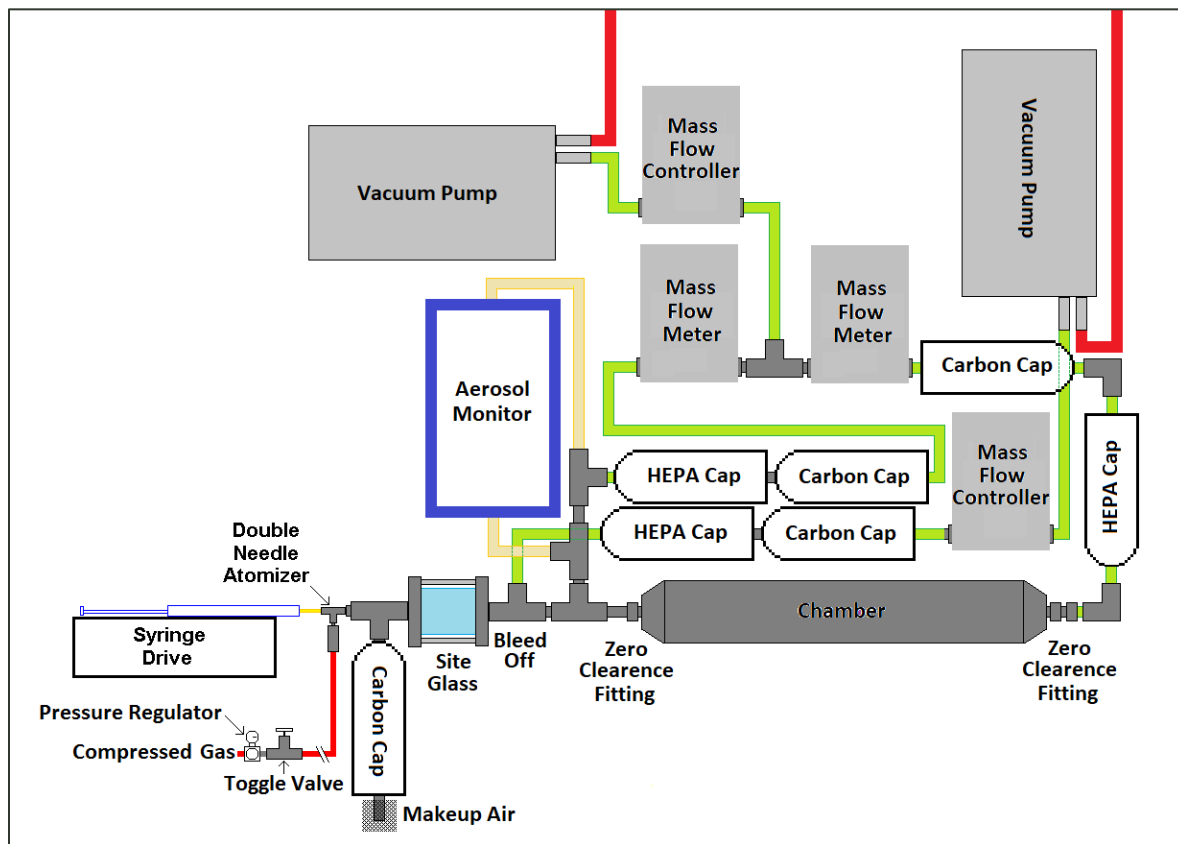 Mass
Flow
Controller
Vacuum Pump
Vacuum Pump
Mass
Flow
Meter
Mass
Flow
Meter
Carbon Cap
Aerosol
Monitor
HEPA Cap
Carbon Cap
Mass
Flow
Controller
HEPA Cap
HEPA Cap
Carbon Cap
Double
Needle
Atomizer
Chamber
Syringe
Drive
Site
Glass
Bleed
Off
Zero
Clearence
Fitting
Zero
Clearence
Fitting
Carbon Cap
Pressure Regulator
Compressed Gas
Toggle Valve
Makeup Air